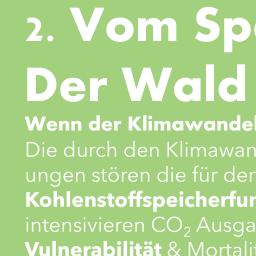 2. Vom Spe
Der Wald
Wenn der Klimawandel
Die durch den Klimawan
ungen stören die für den
Kohlenstoffspeicherfun
intensivieren CO₂ Ausga
Vulnerabilität & Mortalit